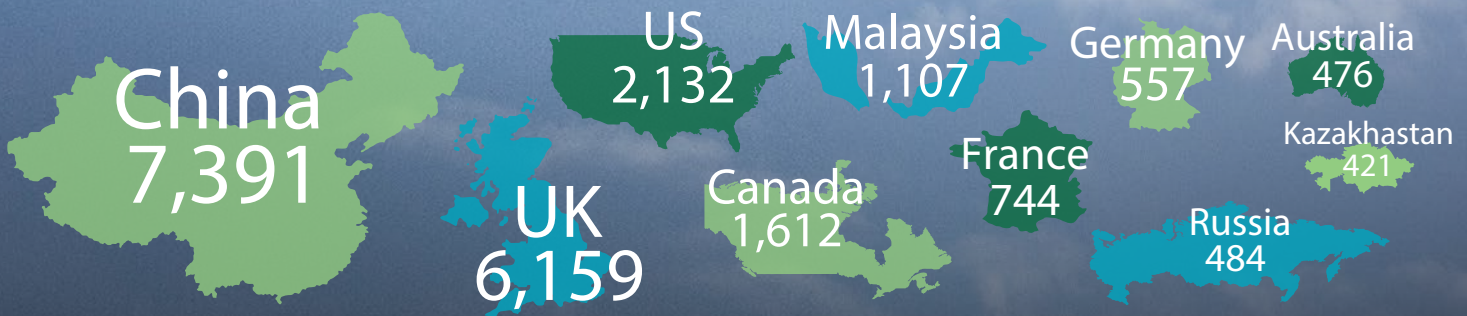 China
7,391
UK
6,159
US
2,132
Canada
1,612
Malaysia
1,107
France
744
Germany
557
Russia
484
Australia
476
Kazakhastan
421